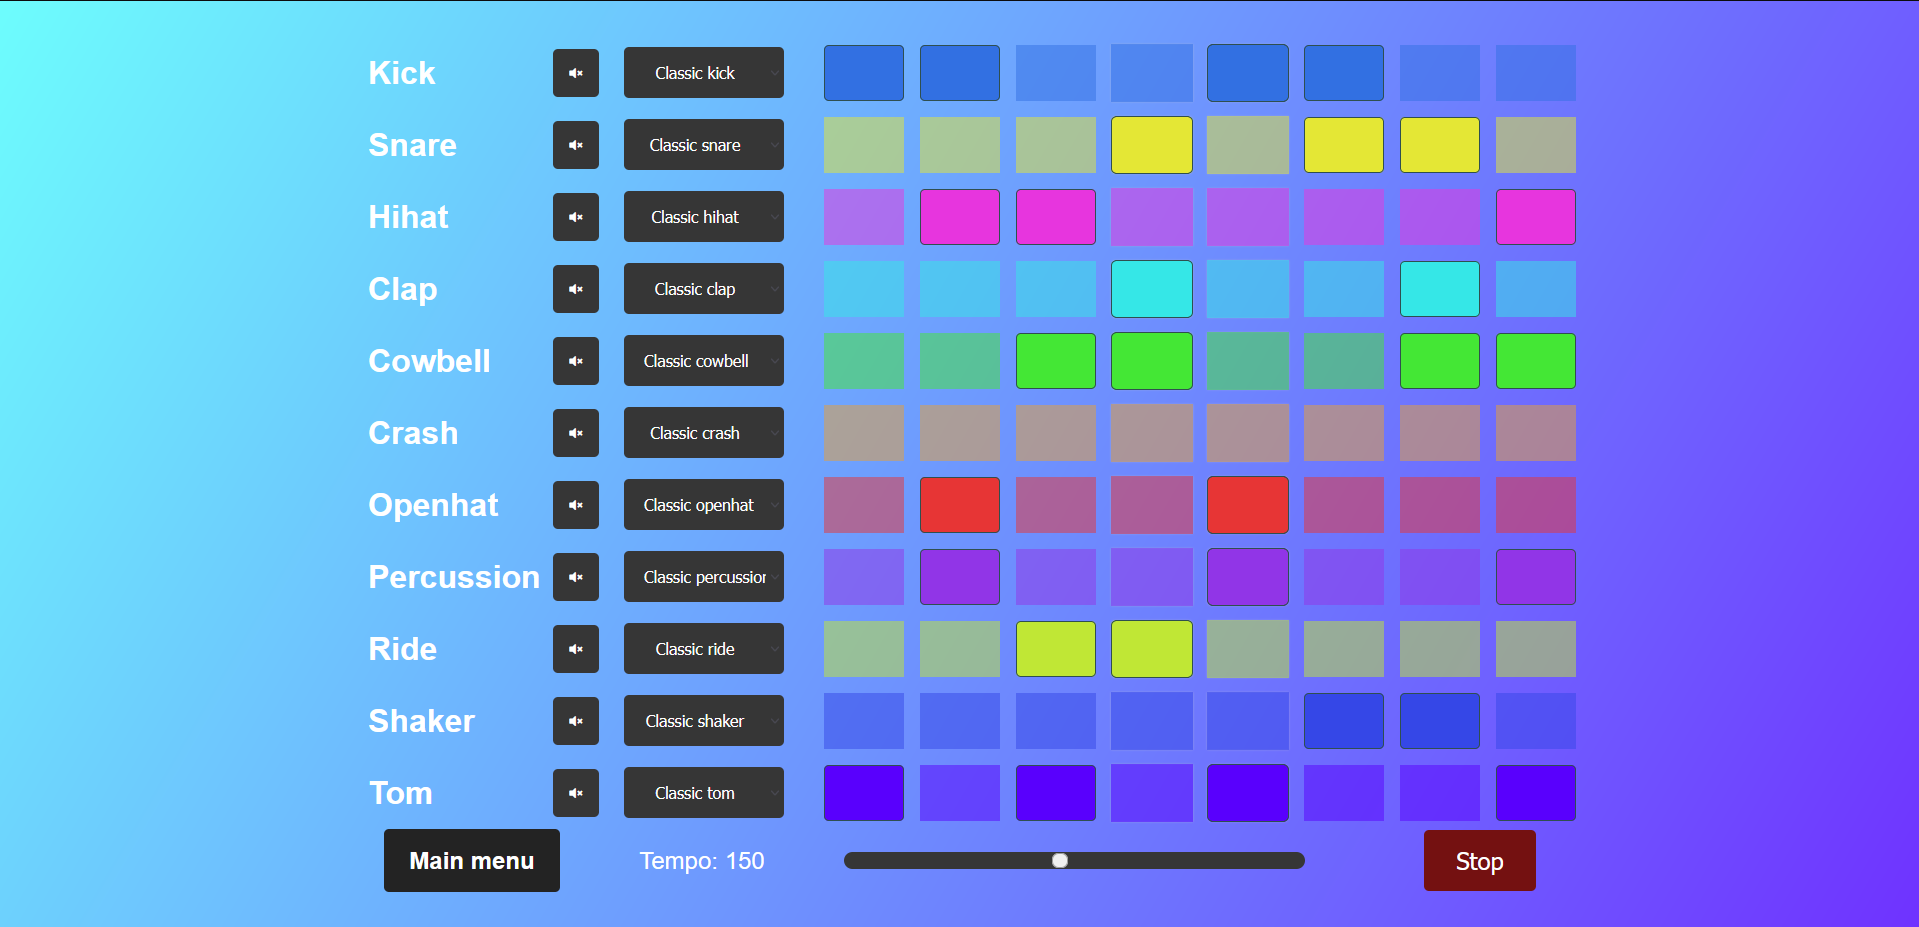 Kick Classic kick
Snare Classic snare
Hihat Classic hihat
Clap Classic clap
Cowbell Classic cowbell
Crash Classic crash
Openhat Classic openhat
Percussion Classic percussion
Ride Classic ride
Shaker Classic shaker
Tom Classic tom
Main menu Tempo: 150 Stop